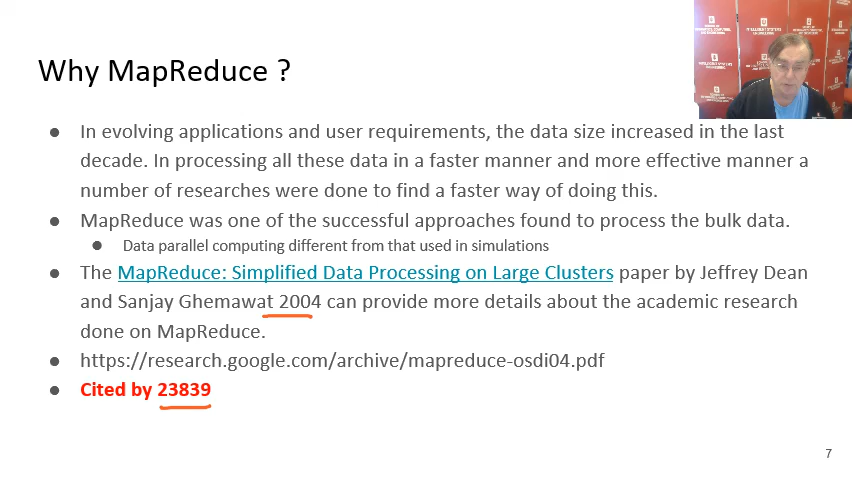 Why MapReduce ?
● In evolving applications and user requirements, the data size increased in the last
decade. In processing all these data in a faster manner and more effective manner a
number of researches were done to find a faster way of doing this.
● MapReduce was one of the successful approaches found to process the bulk data.
● Data parallel computing different from that used in simulations
● The MapReduce: Simplified Data Processing on Large Clusters paper by Jeffrey Dean
and Sanjay Ghemawat 2004 can provide more details about the academic research
done on MapReduce.
● https://research.google.com/archive/mapreduce-osdi04.pdf
● Cited by 23839
7